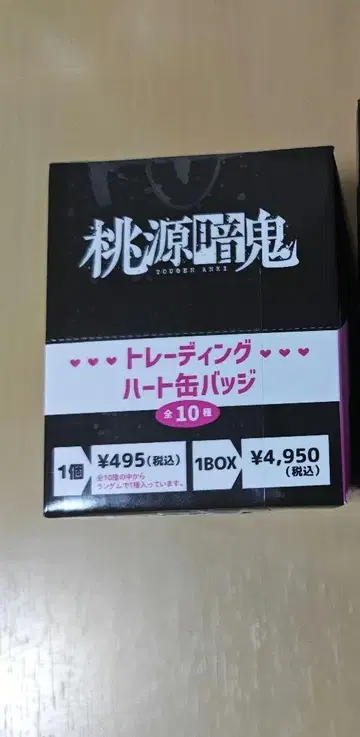 桃源暗鬼
TOUGEN ANKI
トレーディング
ハート缶バッジ
全10種
1個 ¥495(税込)
全10種の中から
ランダムで1種入っています。
1BOX ¥4,950
(税込)